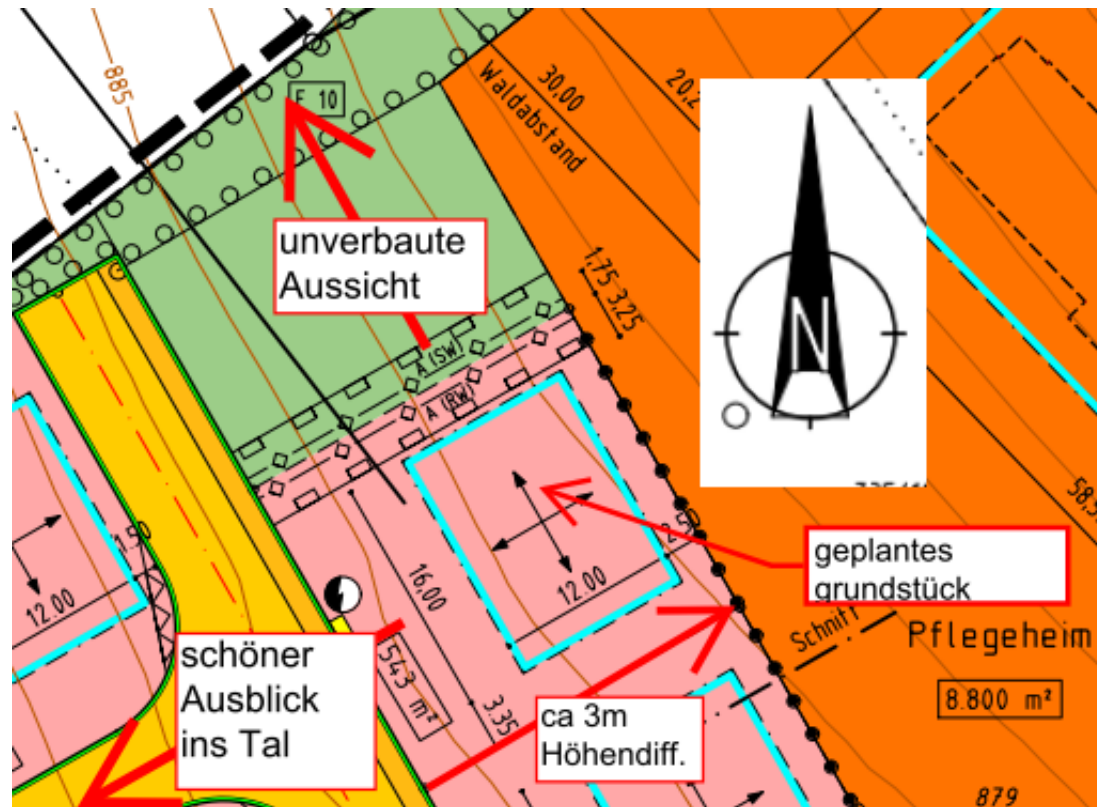 885
F 10
Waldabstand
30,00
unverbaute
Aussicht
N
1,75 3,25
A (SW)
A (RW)
geplantes
grundstück
1.50
12.00
16,00
2.50
12.00
58,5
Schnitt
Pflegeheim
8.800 m²
543 m²
3.35
schöner
Ausblick
ins Tal
ca 3m
Höhendiff.
879